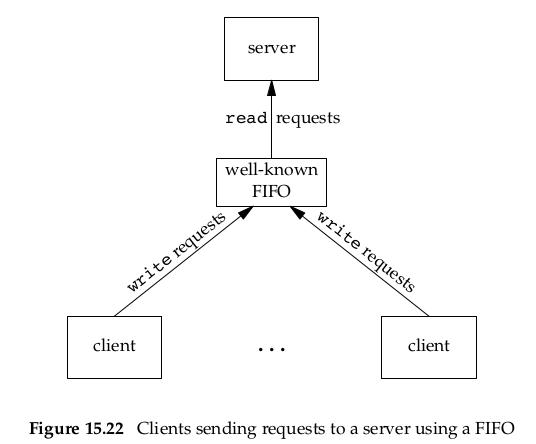 server
read requests
well-known
FIFO
write requests
write requests
client
...
client
Figure 15.22 Clients sending requests to a server using a FIFO